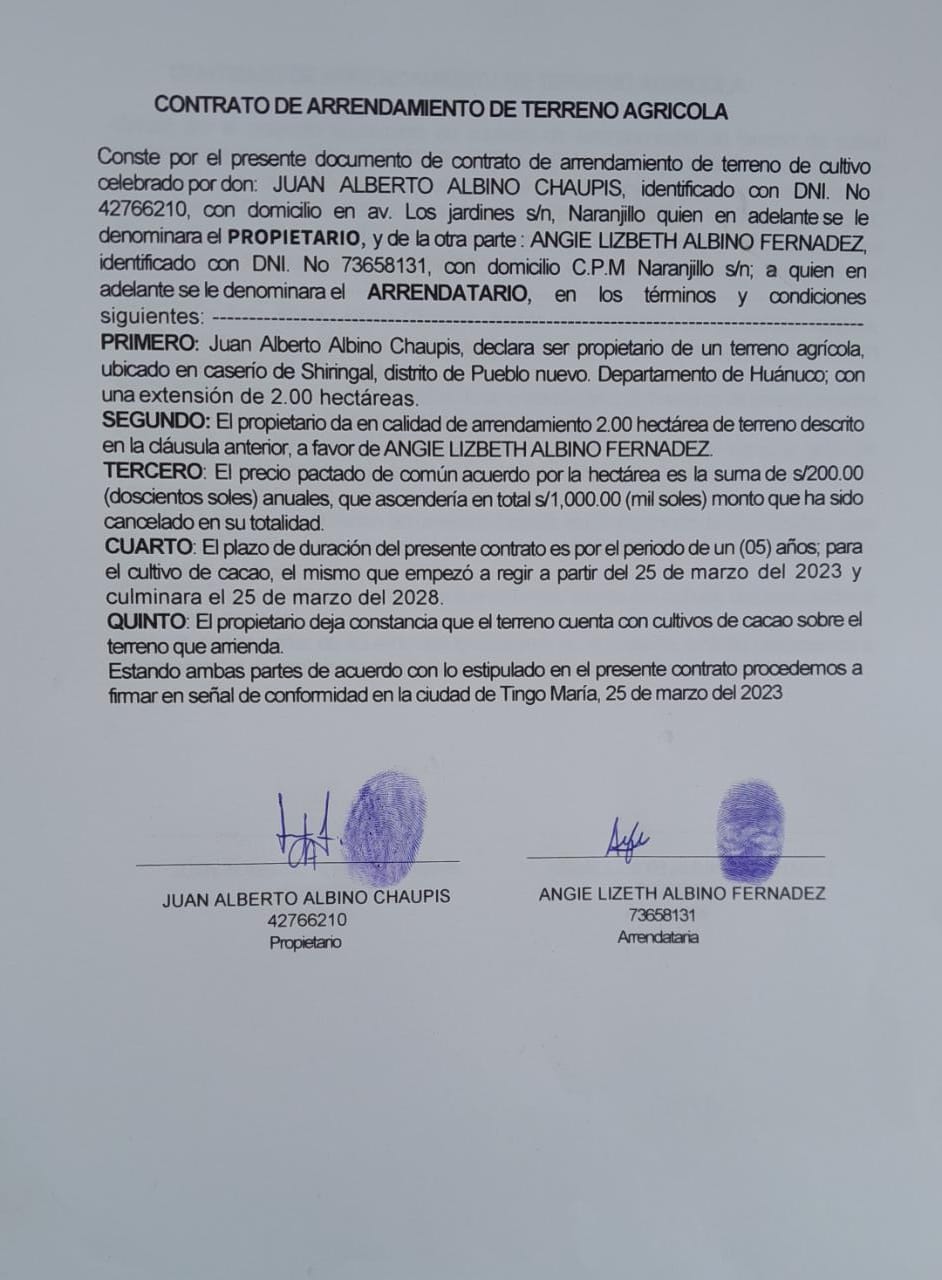 CONTRATO DE ARRENDAMIENTO DE TERRENO AGRICOLA
Conste por el presente documento de contrato de arrendamiento de terreno de cultivo
celebrado por don: JUAN ALBERTO ALBINO CHAUPIS, identificado con DNI. No
42766210, con domicilio en av. Los jardines s/n, Naranjillo quien en adelante se le
denominara el PROPIETARIO, y de la otra parte : ANGIE LIZBETH ALBINO FERNADEZ,
identificado con DNI. No 73658131, con domicilio C.P.M Naranjillo s/n; a quien en
adelante se le denominara el ARRENDATARIO, en los términos y condiciones
siguientes: ---------------------------------------------------------------------------------------------
PRIMERO: Juan Alberto Albino Chaupis, declara ser propietario de un terreno agrícola,
ubicado en caserío de Shiringal, distrito de Pueblo nuevo. Departamento de Huánuco; con
una extensión de 2.00 hectáreas.
SEGUNDO: El propietario da en calidad de arrendamiento 2.00 hectárea de terreno descrito
en la cláusula anterior, a favor de ANGIE LIZBETH ALBINO FERNADEZ.
TERCERO: El precio pactado de común acuerdo por la hectárea es la suma de s/200.00
(doscientos soles) anuales, que ascendería en total s/1,000.00 (mil soles) monto que ha sido
cancelado en su totalidad.
CUARTO: El plazo de duración del presente contrato es por el periodo de un (05) años; para
el cultivo de cacao, el mismo que empezó a regir a partir del 25 de marzo del 2023 y
culminara el 25 de marzo del 2028.
QUINTO: El propietario deja constancia que el terreno cuenta con cultivos de cacao sobre el
terreno que arrienda.
Estando ambas partes de acuerdo con lo estipulado en el presente contrato procedemos a
firmar en señal de conformidad en la ciudad de Tingo María, 25 de marzo del 2023
JUAN ALBERTO ALBINO CHAUPIS
42766210
Propietario
ANGIE LIZETH ALBINO FERNADEZ
73658131
Arrendataria